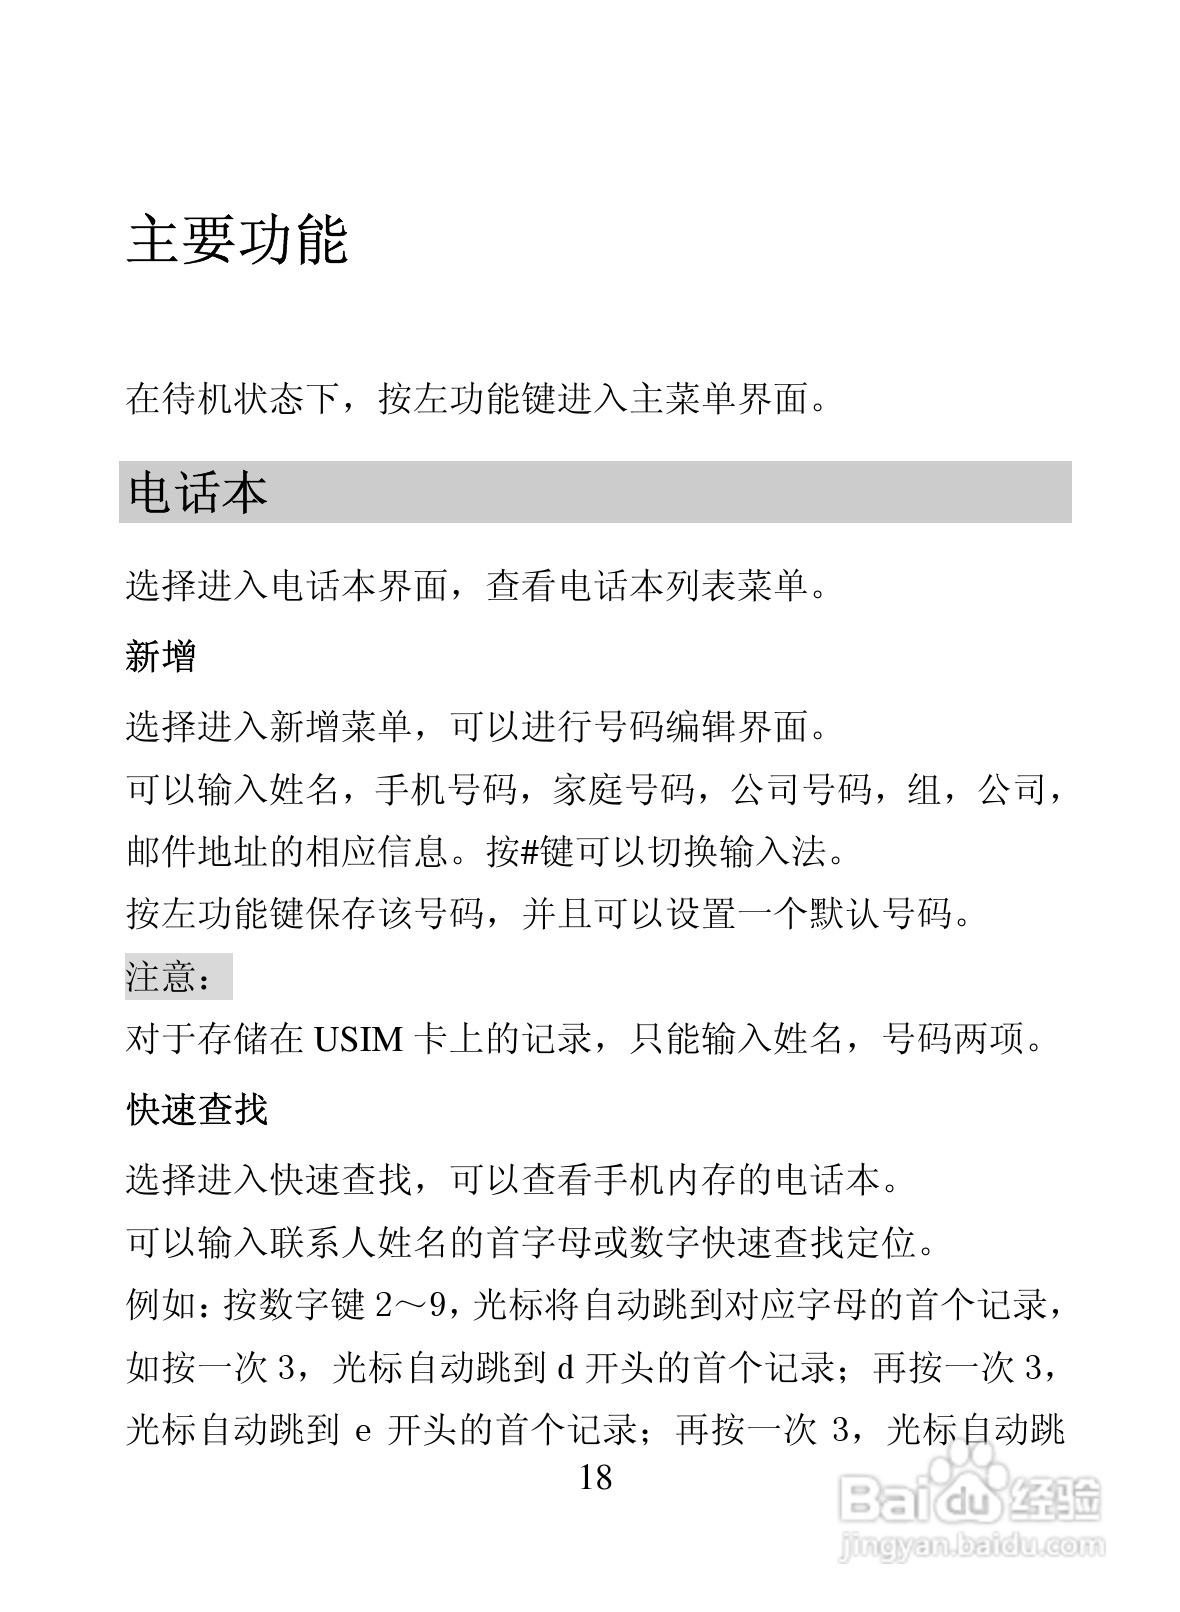 主要功能
在待机状态下，按左功能键进入主菜单界面。
电话本
选择进入电话本界面，查看电话本列表菜单。
新增
选择进入新增菜单，可以进行号码编辑界面。
可以输入姓名，手机号码，家庭号码，公司号码，组，公司，
邮件地址的相应信息。按#键可以切换输入法。
按左功能键保存该号码，并且可以设置一个默认号码。
注意：
对于存储在 USIM 卡上的记录，只能输入姓名，号码两项。
快速查找
选择进入快速查找，可以查看手机内存的电话本。
可以输入联系人姓名的首字母或数字快速查找定位。
例如：按数字键 2～9，光标将自动跳到对应字母的首个记录，
如按一次 3，光标自动跳到 d 开头的首个记录；再按一次 3，
光标自动跳到 e 开头的首个记录；再按一次 3，光标自动跳
18
Baidu 经验
jingyan.baidu.com